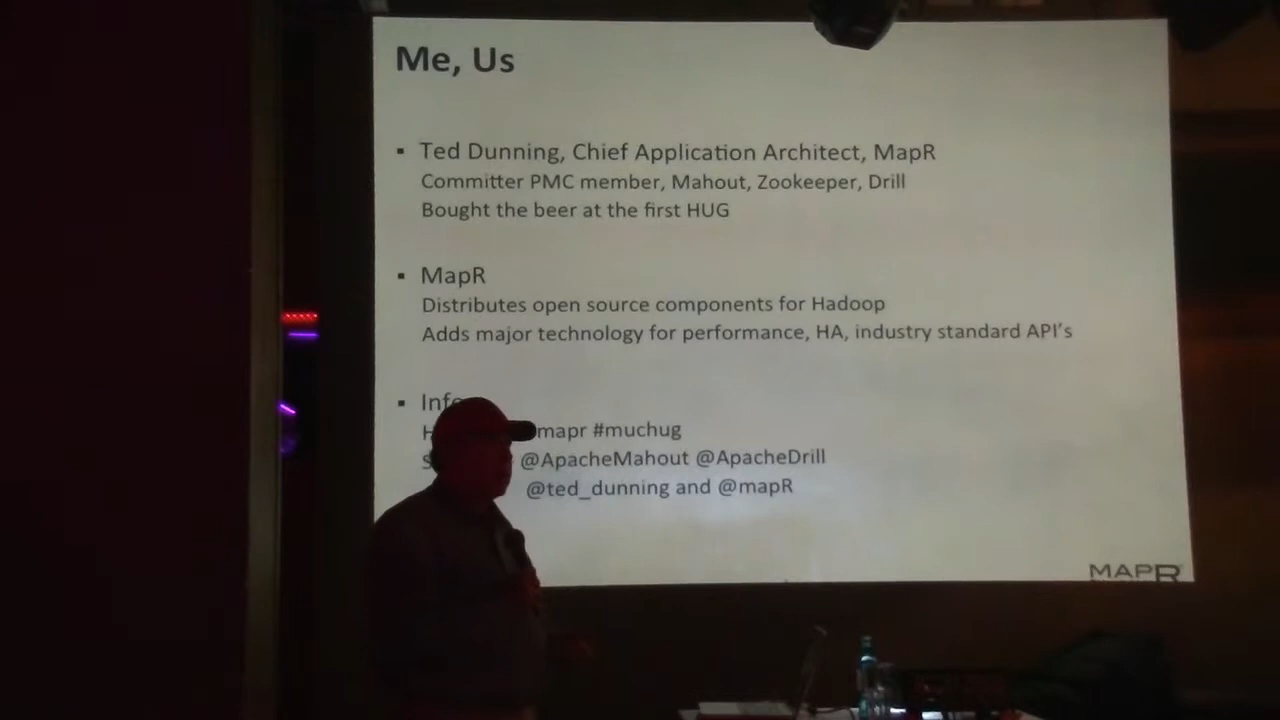 Me, Us
▪ Ted Dunning, Chief Application Architect, MapR
Committer PMC member, Mahout, Zookeeper, Drill
Bought the beer at the first HUG
▪ MapR
Distributes open source components for Hadoop
Adds major technology for performance, HA, industry standard API's
▪ Info
mapr #muchug
@ApacheMahout @ApacheDrill
@ted_dunning and @mapR
MAPR